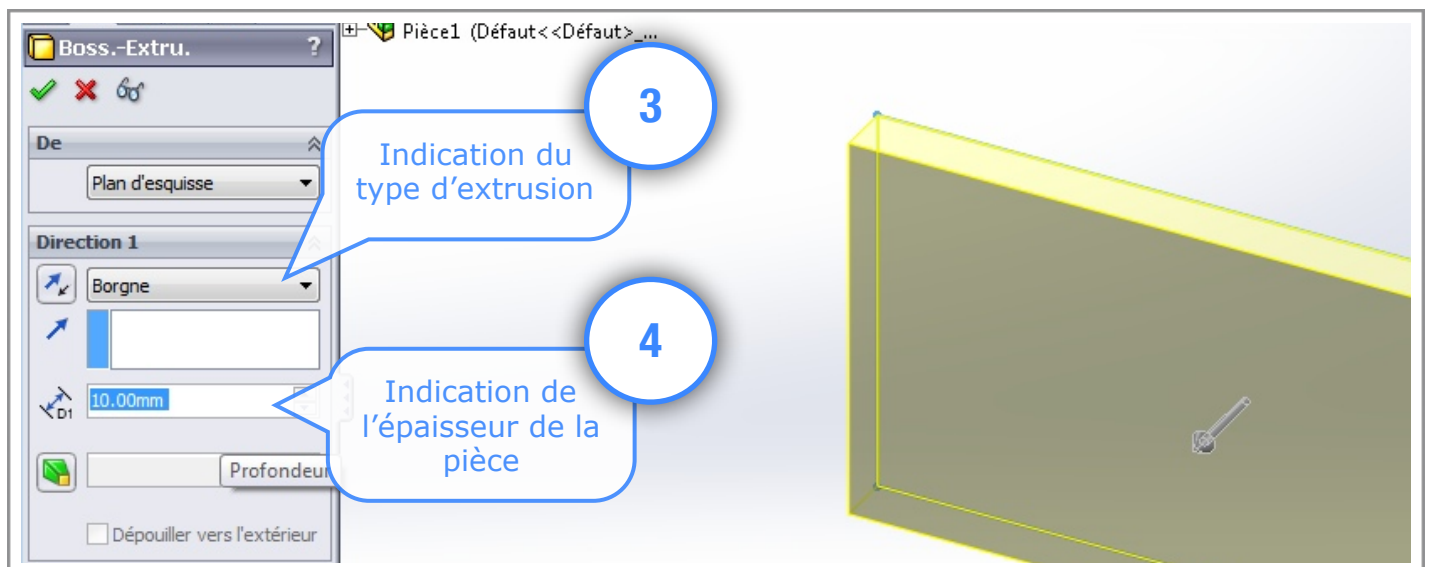 Boss.-Extru. ?
Pièce1 (Défaut<<Défaut>_...
De
Plan d'esquisse
3
Indication du
type d'extrusion
Direction 1
Borgne
4
D1
10.00mm
Indication de
l'épaisseur de la
pièce
Profondeur
Dépouiller vers l'extérieur